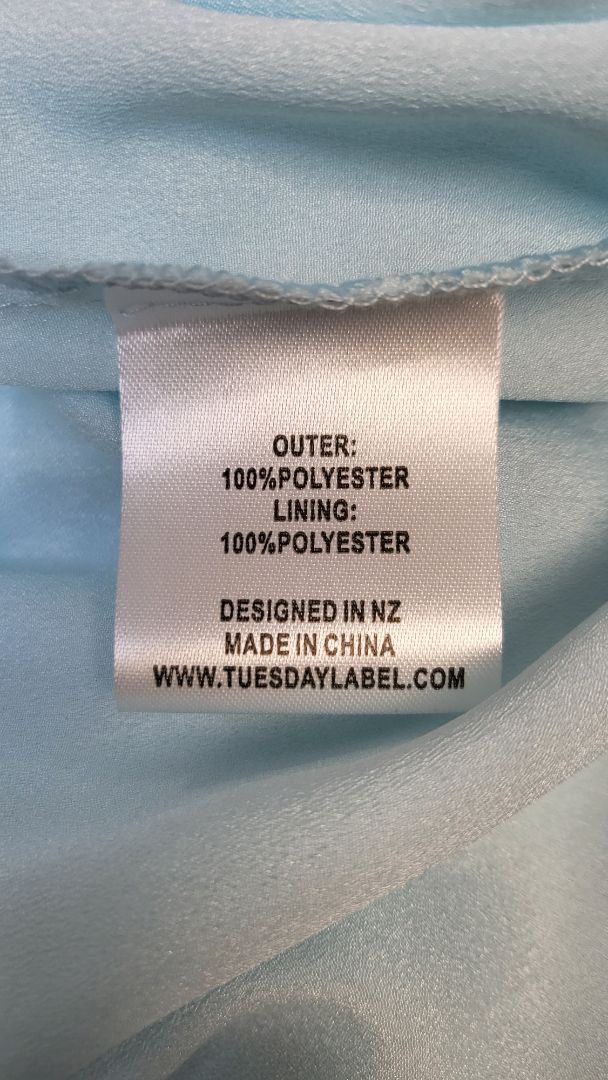 OUTER:
100%POLYESTER
LINING:
100%POLYESTER
DESIGNED IN NZ
MADE IN CHINA
WWW.TUESDAYLABEL.COM